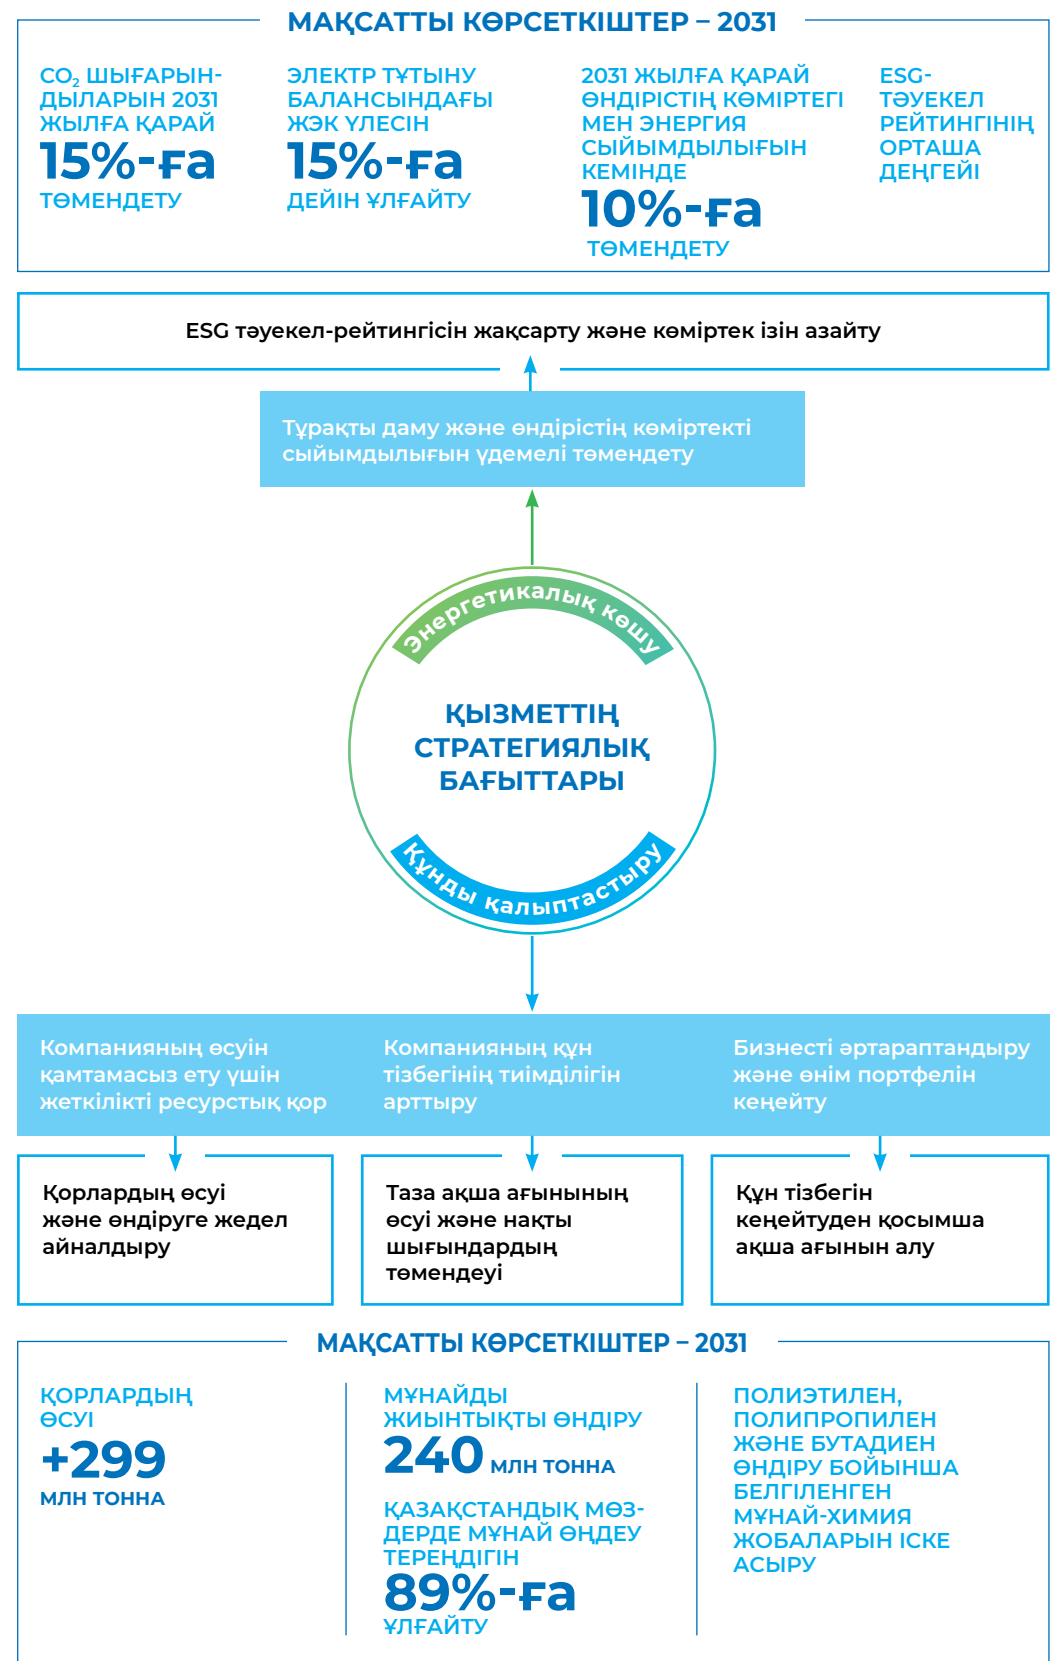 МАҚСАТТЫ КӨРСЕТКІШТЕР – 2031
CO₂ ШЫҒАРЫН-
ДЫЛАРЫН 2031
ЖЫЛҒА ҚАРАЙ
15%-ға
ТӨМЕНДЕТУ
ЭЛЕКТР ТҰТЫНУ
БАЛАНСЫНДАҒЫ
ЖЭК ҮЛЕСІН
15%-ға
ДЕЙІН ҰЛҒАЙТУ
2031 ЖЫЛҒА ҚАРАЙ
ӨНДІРІСТІҢ КӨМІРТЕГІ
МЕН ЭНЕРГИЯ
СЫЙЫМДЫЛЫҒЫН
КЕМІНДЕ
10%-ға
ТӨМЕНДЕТУ
ESG-
ТӘУЕКЕЛ
РЕЙТИНГІНІҢ
ОРТАША
ДЕҢГЕЙІ
ESG тәуекел-рейтингісін жақсарту және көміртек ізін азайту
Тұрақты даму және өндірістің көміртекті
сыйымдылығын үдемелі төмендету
Энергетикалық көшу
ҚЫЗМЕТТІҢ
СТРАТЕГИЯЛЫҚ
БАҒЫТТАРЫ
Құнды қалыптастыру
Компанияның өсуін
қамтамасыз ету үшін
жеткілікті ресурстық қор
Компанияның құн
тізбегінің тиімділігін
арттыру
Бизнесті әртараптандыру
және өнім портфелін
кеңейту
Қорлардың өсуі
және өндіруге жедел
айналдыру
Таза ақша ағынының
өсуі және нақты
шығындардың
төмендеуі
Құн тізбегін
кеңейтуден қосымша
ақша ағынын алу
МАҚСАТТЫ КӨРСЕТКІШТЕР – 2031
ҚОРЛАРДЫҢ
ӨСУІ
+299
МЛН ТОННА
МҰНАЙДЫ
ЖИЫНТЫҚТЫ ӨНДІРУ
240 МЛН ТОННА
ҚАЗАҚСТАНДЫҚ МӨЗ-
ДЕРДЕ МҰНАЙ ӨҢДЕУ
ТЕРЕҢДІГІН
89%-ға
ҰЛҒАЙТУ
ПОЛИЭТИЛЕН,
ПОЛИПРОПИЛЕН
ЖӘНЕ БУТАДИЕН
ӨНДІРУ БОЙЫНША
БЕЛГІЛЕНГЕН
МҰНАЙ-ХИМИЯ
ЖОБАЛАРЫН ІСКЕ
АСЫРУ